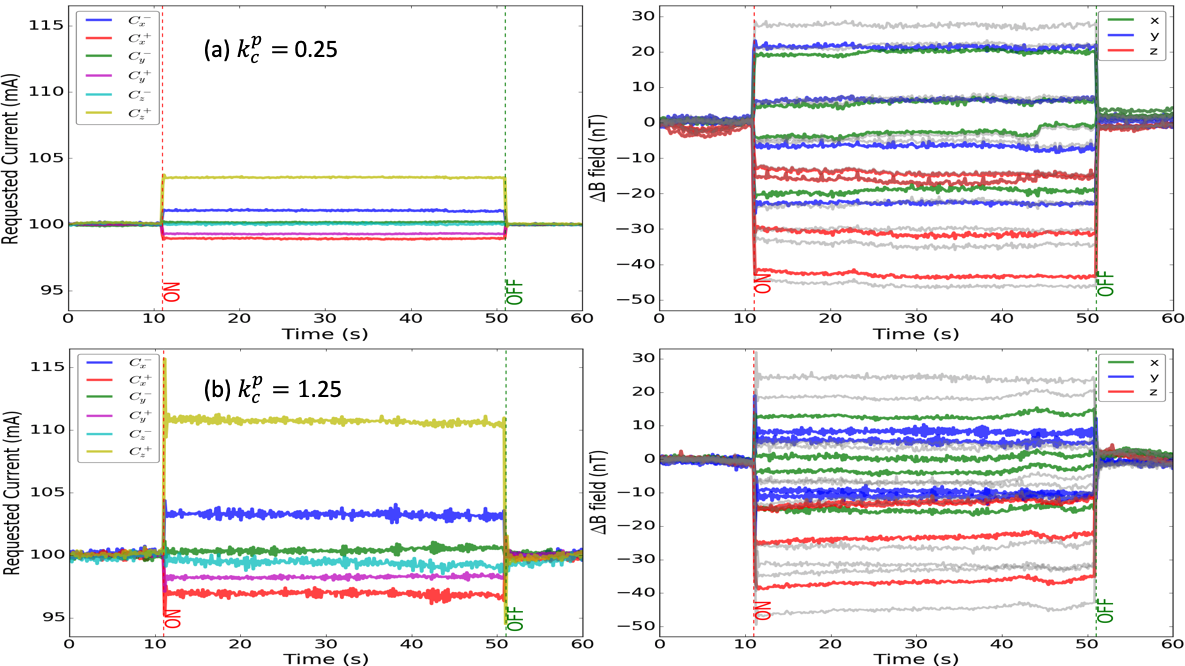 115
110
105
100
95
Requested Current (mA)
C_x^-
C_x^+
C_y^-
C_y^+
C_z^-
C_z^+
(a) k_c^p = 0.25
ON
OFF
0 10 20 30 40 50 60
Time (s)
30
20
10
0
−10
−20
−30
−40
−50
ΔB field (nT)
x
y
z
ON
OFF
0 10 20 30 40 50 60
Time (s)
115
110
105
100
95
Requested Current (mA)
C_x^-
C_x^+
C_y^-
C_y^+
C_z
C_z^+
(b) k_c^p = 1.25
ON
OFF
0 10 20 30 40 50 60
Time (s)
30
20
10
0
−10
−20
−30
−40
−50
ΔB field (nT)
x
y
z
ON
OFF
0 10 20 30 40 50 60
Time (s)